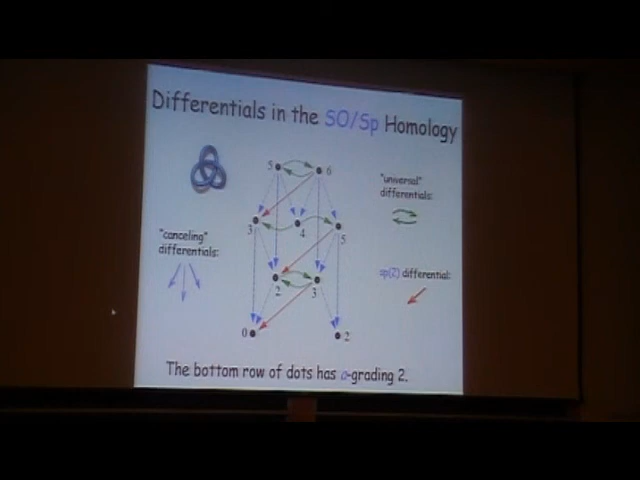 Differentials in the SO/Sp Homology
5 6
"universal"
differentials:
3 4 5
"canceling"
differentials:
sp(2) differential:
2 3
0 2
The bottom row of dots has a-grading 2.